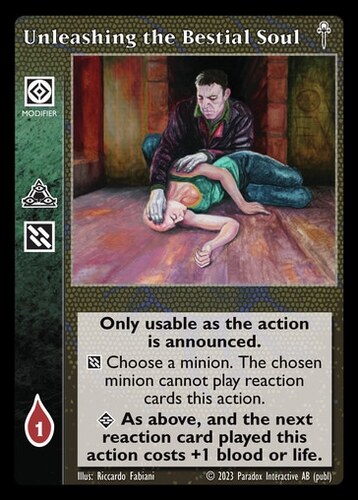 Unleashing the Bestial Soul
MODIFIER
Only usable as the action
is announced.
Choose a minion. The chosen
minion cannot play reaction
cards this action.
As above, and the next
reaction card played this
action costs +1 blood or life.
1
Illus: Riccardo Fabiani © 2023 Paradox Interactive AB (publ)